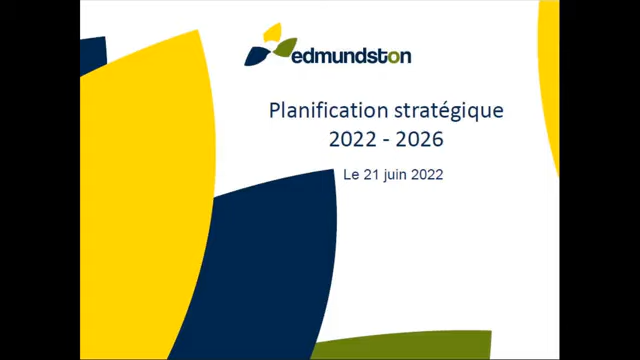 edmundston
Planification stratégique
2022 - 2026
Le 21 juin 2022